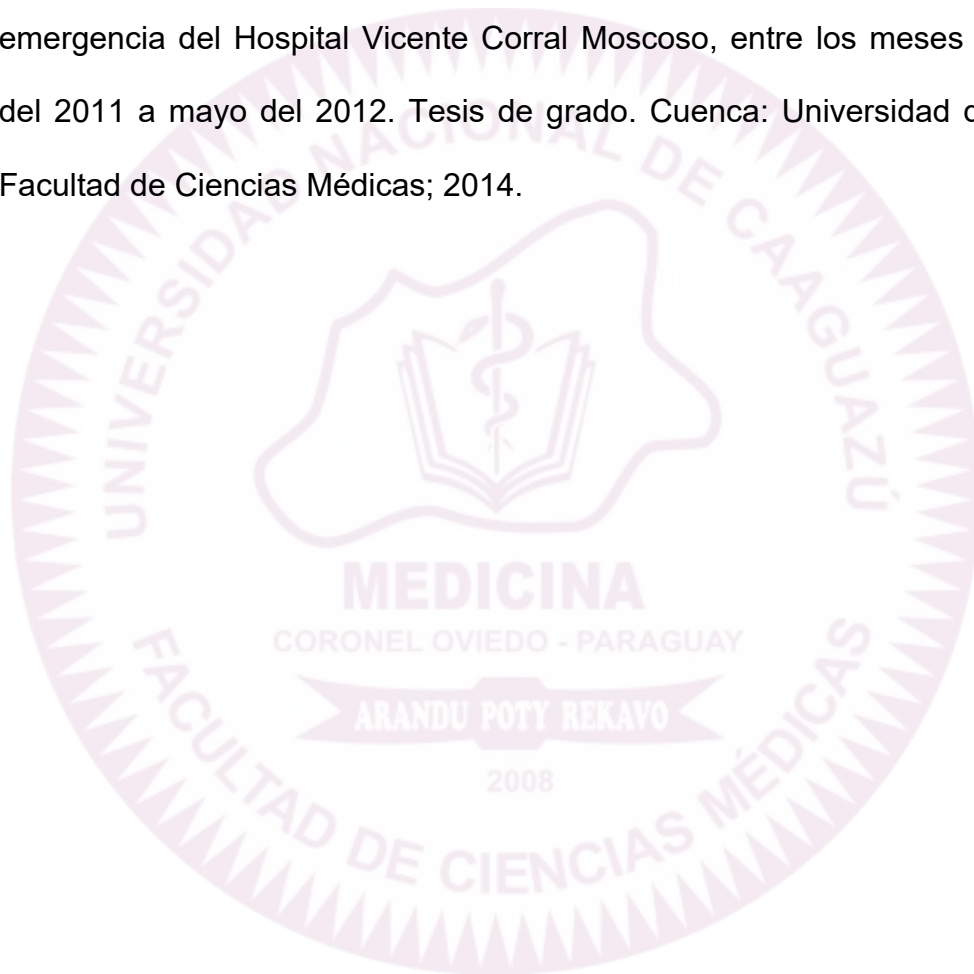 emergencia del Hospital Vicente Corral Moscoso, entre los meses
del 2011 a mayo del 2012. Tesis de grado. Cuenca: Universidad
Facultad de Ciencias Médicas; 2014.
UNIVERSIDAD NACIONAL DE CAAGUAZÚ
MEDICINA
CORONEL OVIEDO - PARAGUAY
ARANDU POTY REKAVO
2008
FACULTAD DE CIENCIAS MÉDICAS